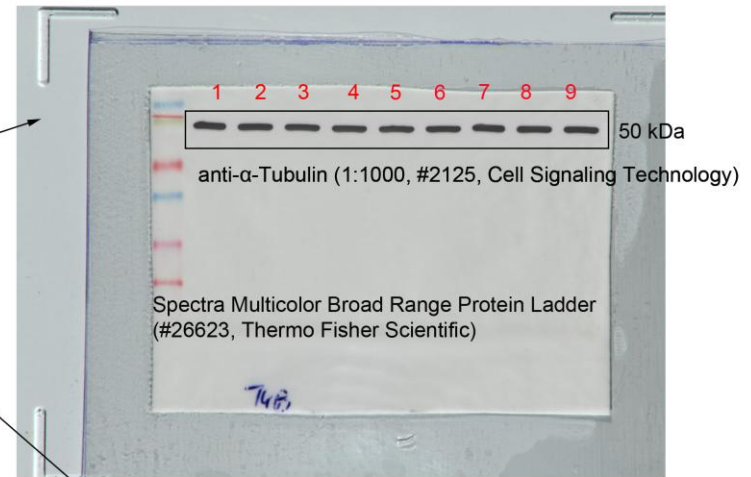 1 2 3 4 5 6 7 8 9
50 kDa
anti-α-Tubulin (1:1000, #2125, Cell Signaling Technology)
Spectra Multicolor Broad Range Protein Ladder
(#26623, Thermo Fisher Scientific)
TUB